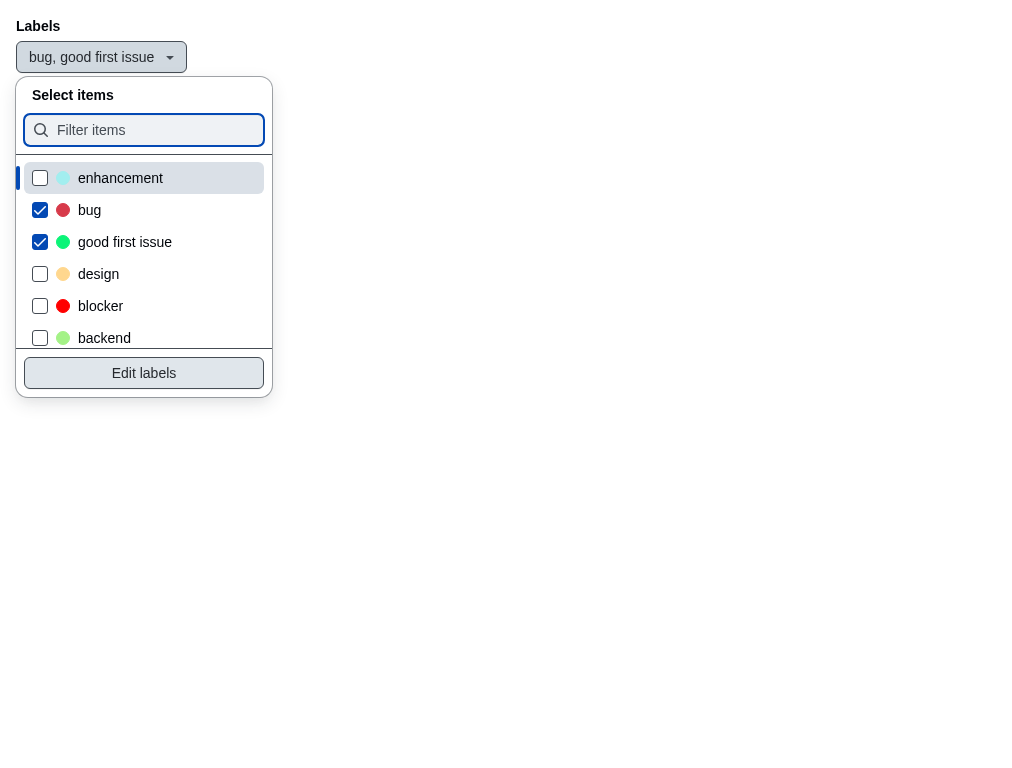 Labels
bug, good first issue
Select items
Filter items
enhancement
bug
good first issue
design
blocker
backend
Edit labels